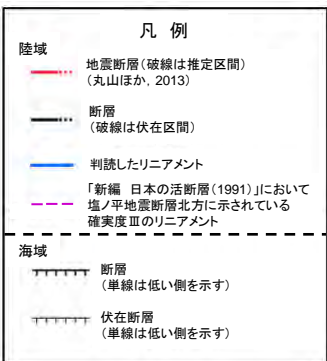 凡 例
陸域
地震断層(破線は推定区間)
(丸山ほか, 2013)
断層
(破線は伏在区間)
判読したリニアメント
「新編 日本の活断層(1991)」において
塩ノ平地震断層北方に示されている
確実度Ⅲのリニアメント
海域
断層
(単線は低い側を示す)
伏在断層
(単線は低い側を示す)